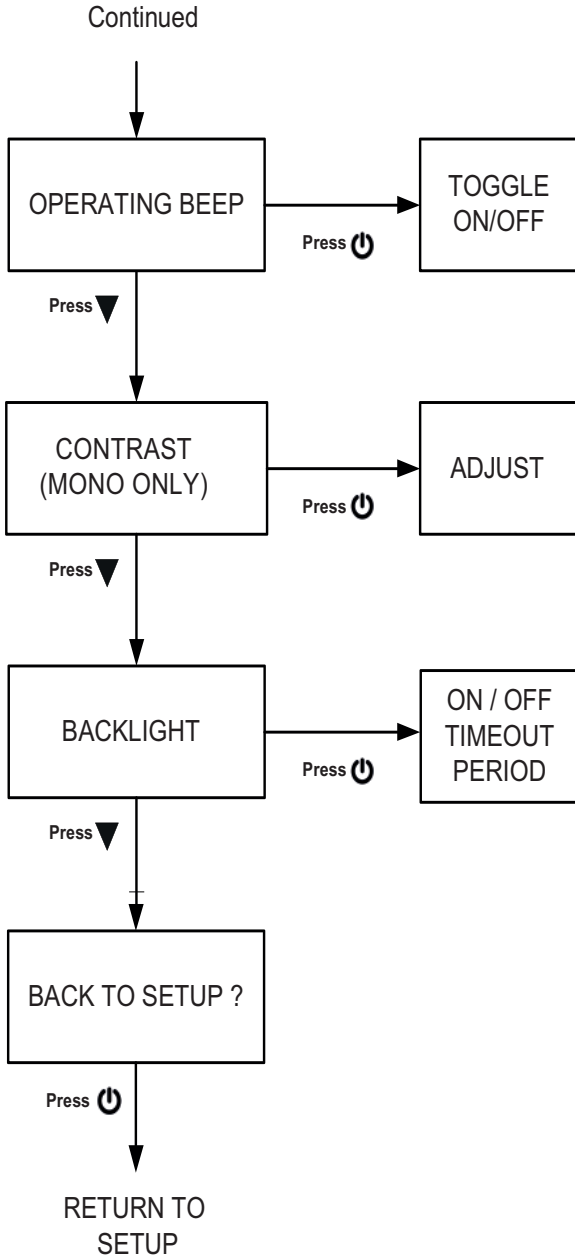 Continued
OPERATING BEEP
Press
TOGGLE
ON/OFF
Press
CONTRAST
(MONO ONLY)
Press
ADJUST
Press
BACKLIGHT
Press
ON / OFF
TIMEOUT
PERIOD
Press
BACK TO SETUP ?
Press
RETURN TO
SETUP